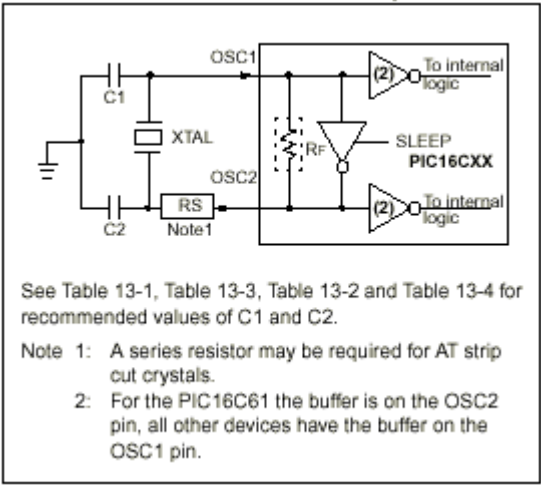 OSC1
(2)
To internal
logic
C1
XTAL
RF
SLEEP
PIC16CXX
OSC2
RS
(2)
To internal
logic
C2
Note1
See Table 13-1, Table 13-3, Table 13-2 and Table 13-4 for
recommended values of C1 and C2.
Note 1: A series resistor may be required for AT strip
cut crystals.
2: For the PIC16C61 the buffer is on the OSC2
pin, all other devices have the buffer on the
OSC1 pin.